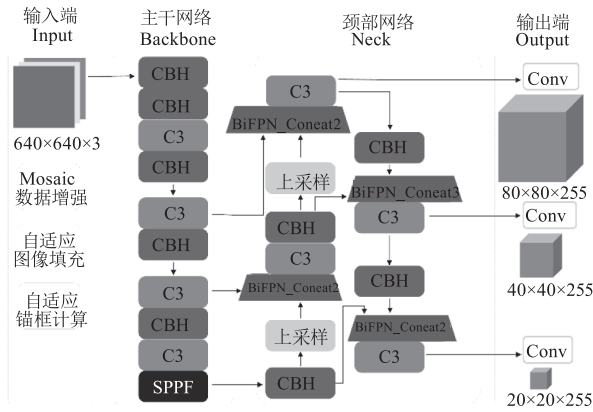 输入端
Input
主干网络
Backbone
颈部网络
Neck
输出端
Output
640×640×3
Mosaic
数据增强
自适应
图像填充
自适应
锚框计算
CBH
CBH
C3
CBH
C3
CBH
C3
CBH
C3
SPPF
C3
BiFPN_Coneat2
上采样
CBH
C3
BiFPN_Coneat2
上采样
CBH
CBH
BiFPN_Coneat3
C3
CBH
BiFPN_Coneat2
C3
Conv
80×80×255
Conv
40×40×255
Conv
20×20×255